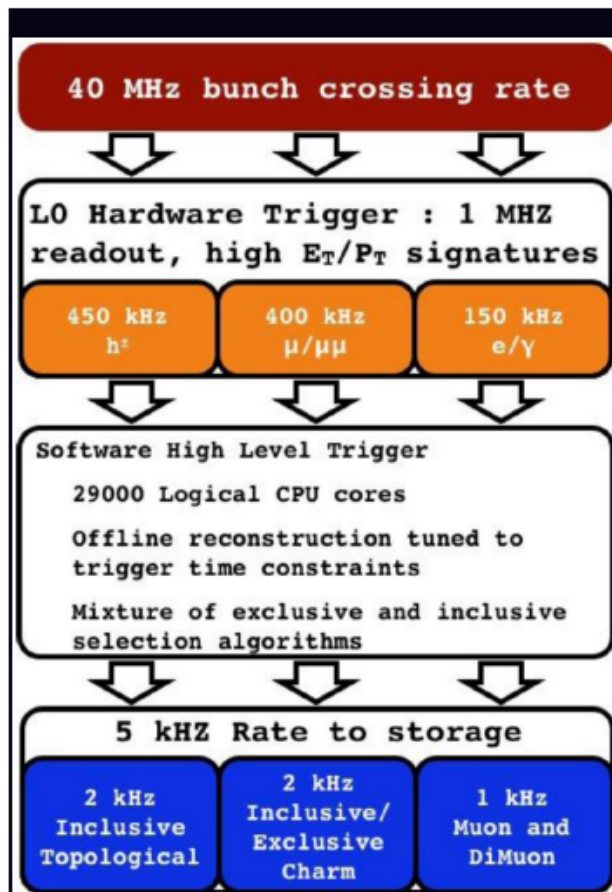 40 MHz bunch crossing rate
L0 Hardware Trigger : 1 MHZ
readout, high E_T/P_T signatures
450 kHz
h±
400 kHz
μ/μμ
150 kHz
e/γ
Software High Level Trigger
29000 Logical CPU cores
Offline reconstruction tuned to
trigger time constraints
Mixture of exclusive and inclusive
selection algorithms
5 kHZ Rate to storage
2 kHz
Inclusive
Topological
2 kHz
Inclusive/
Exclusive
Charm
1 kHz
Muon and
DiMuon